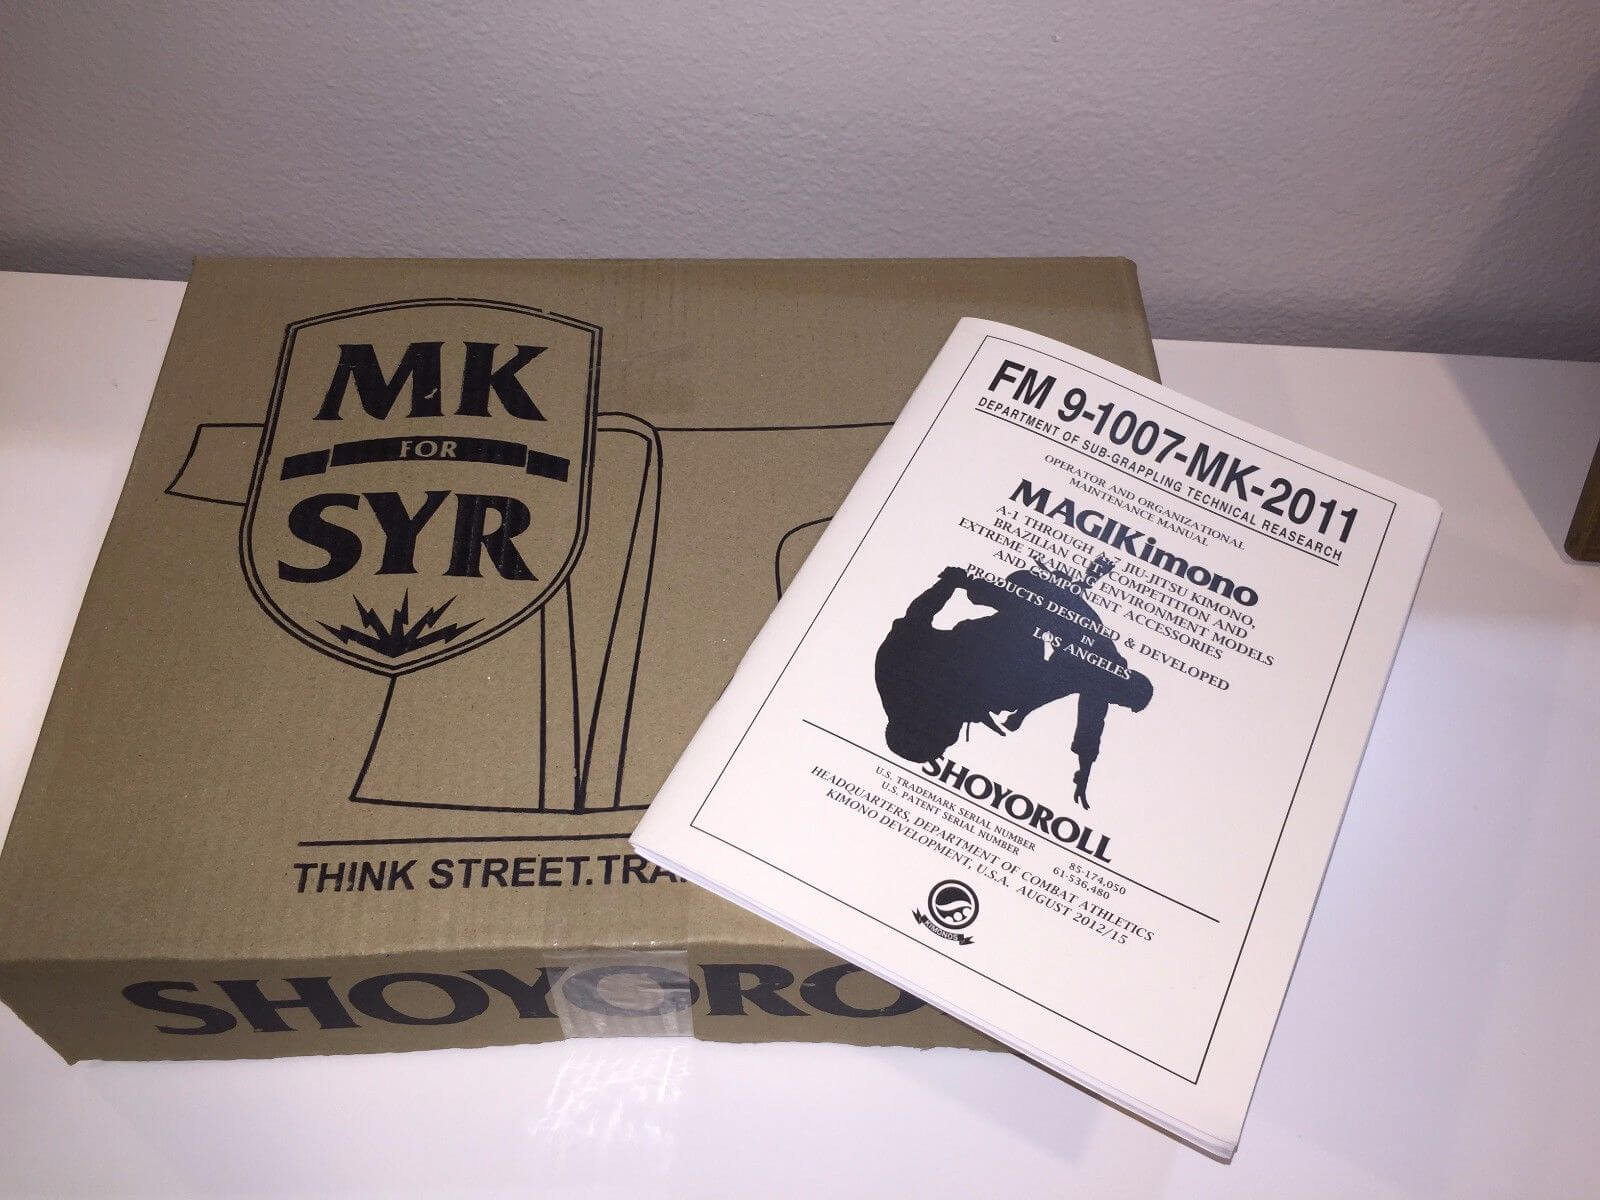 MK
FOR
SYR
THINK STREET.TRA
SHOYORO
FM 9-1007-MK-2011
DEPARTMENT OF SUB-GRAPPLING TECHNICAL REASEARCH
OPERATOR AND ORGANIZATIONAL
MAINTENANCE MANUAL
MAGIKimono
A-1 THROUGH A-7 JIU-JITSU KIMONO,
BRAZILIAN CUT, COMPETITION AND
EXTREME TRAINING ENVIRONMENT MODELS
AND COMPONENT ACCESSORIES
PRODUCTS DESIGNED & DEVELOPED
IN
LOS ANGELES
SHOYOROLL
U.S. TRADEMARK SERIAL NUMBER 85-174,050
U.S. PATENT SERIAL NUMBER 61-536,480
HEADQUARTERS, DEPARTMENT OF COMBAT ATHLETICS
KIMONO DEVELOPMENT, U.S.A. AUGUST 2012/15
KIMONOS